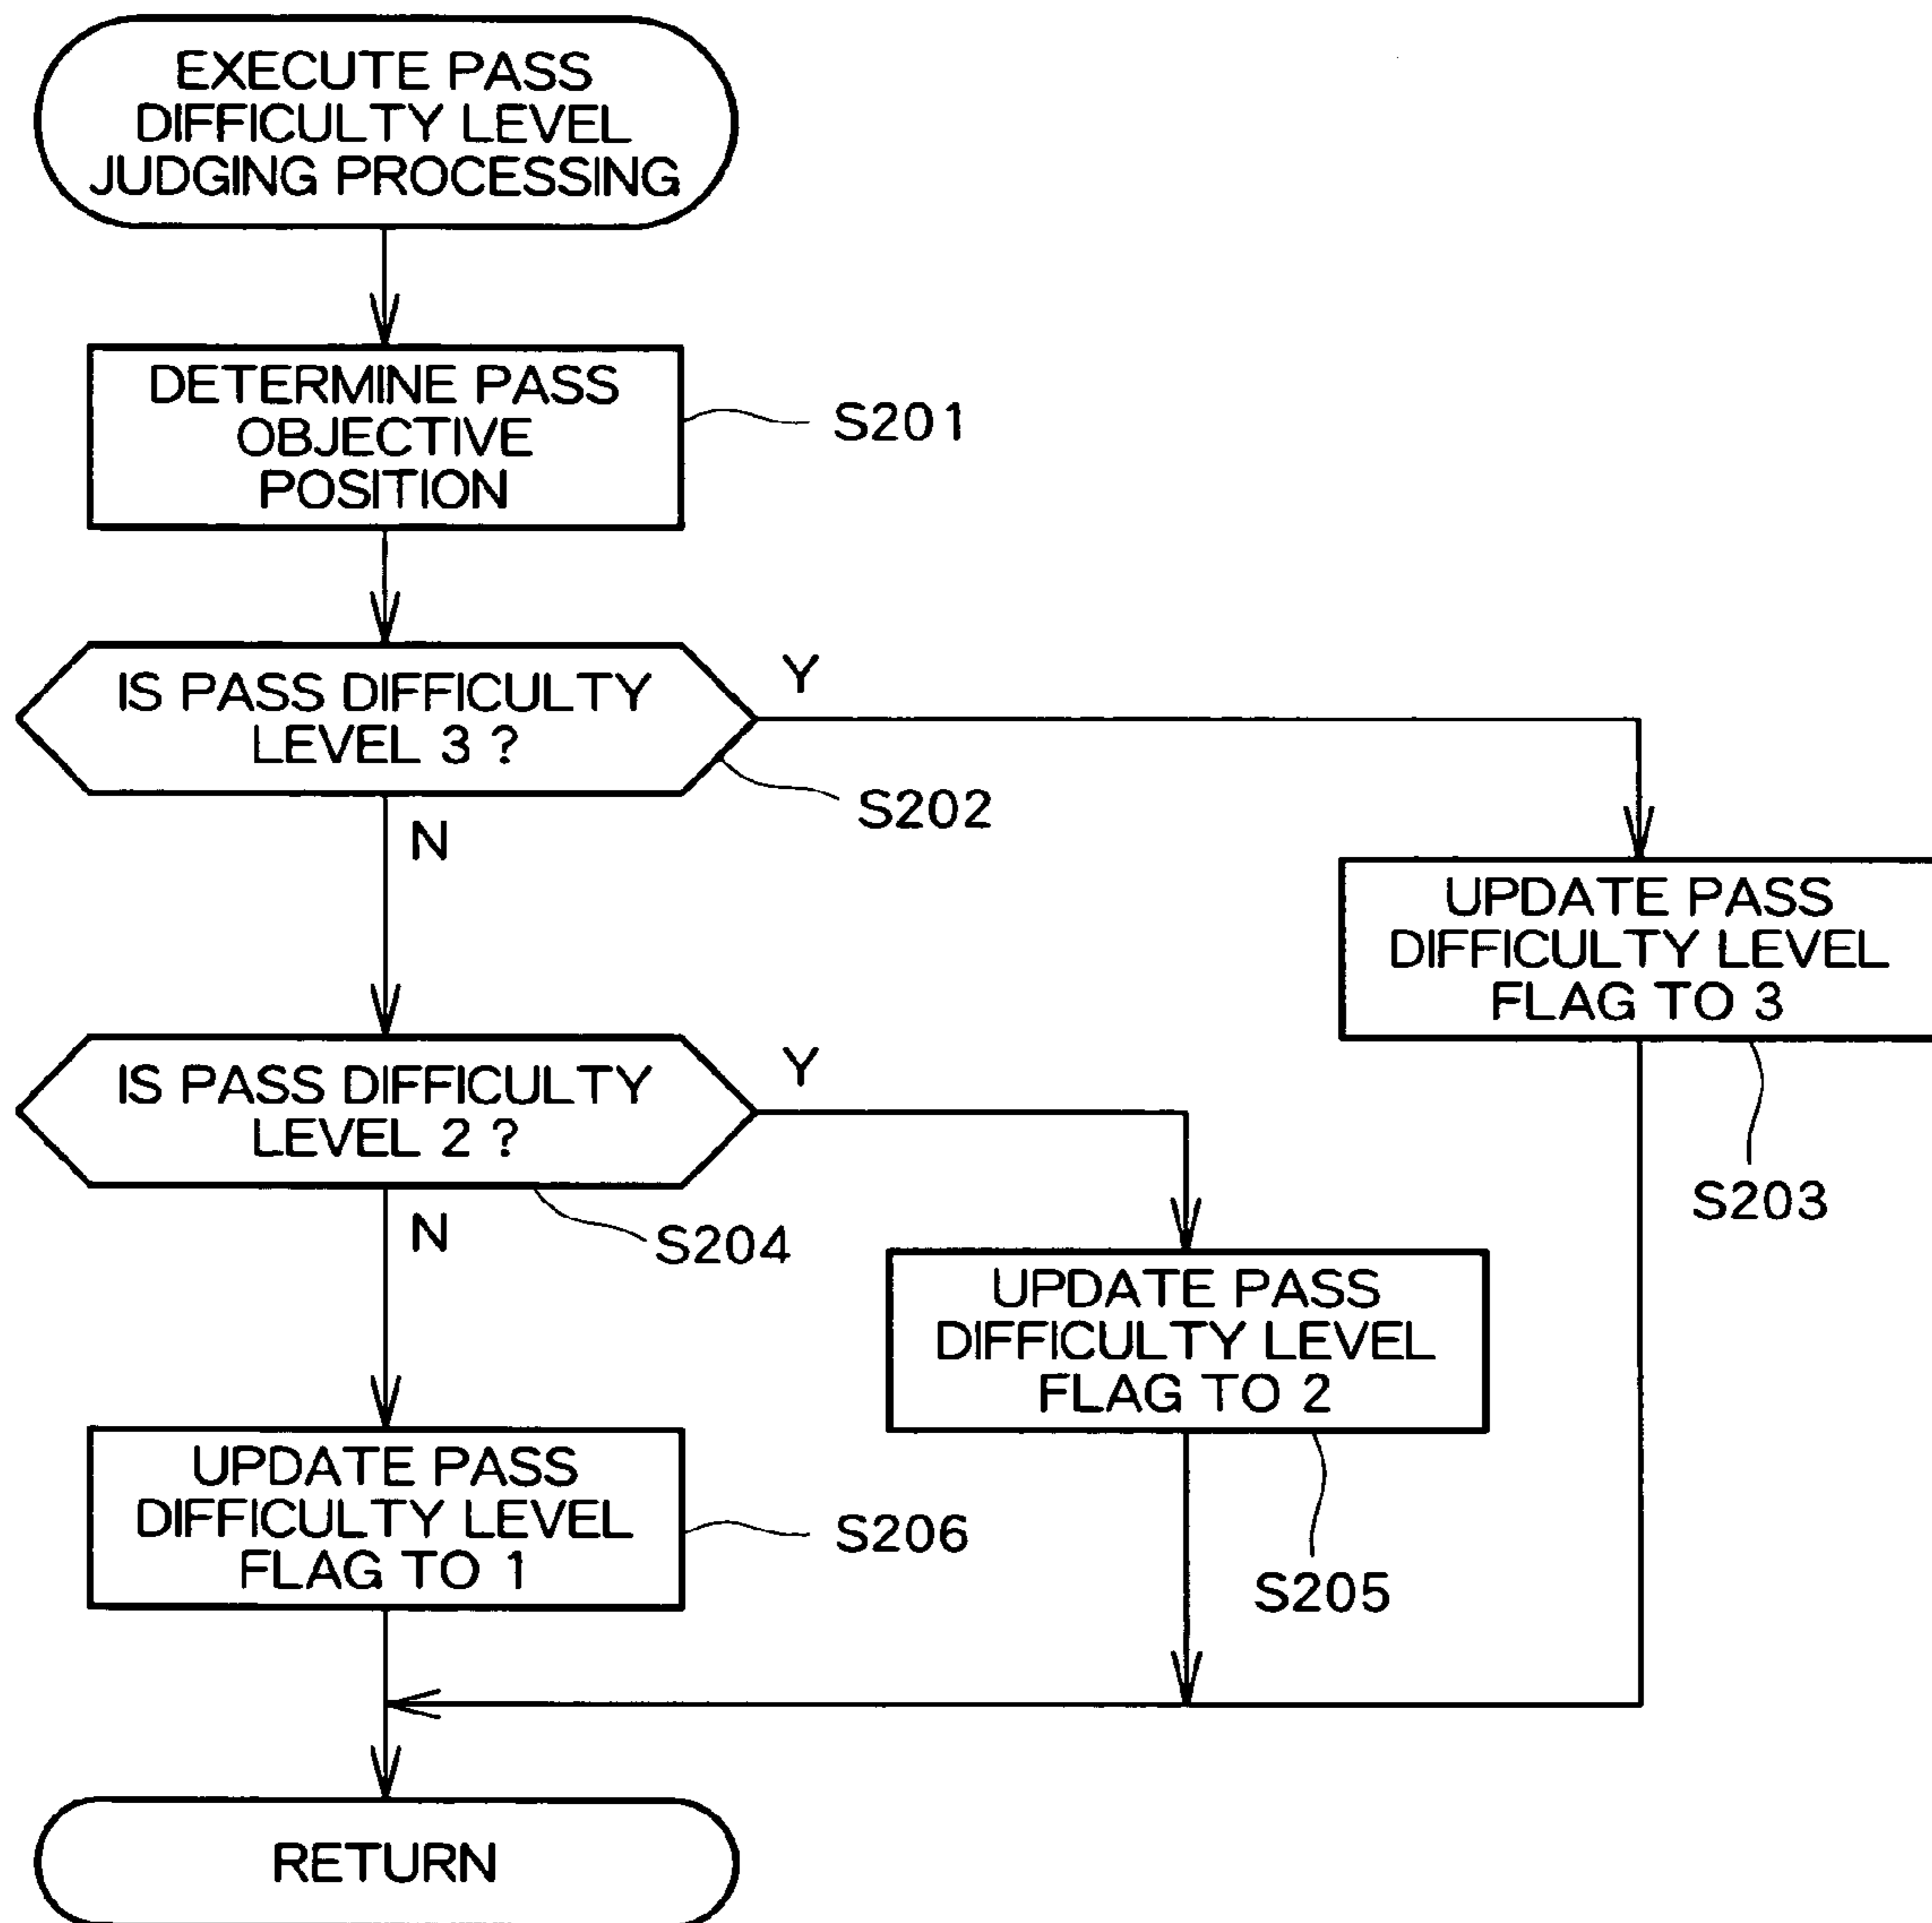 EXECUTE PASS
DIFFICULTY LEVEL
JUDGING PROCESSING
DETERMINE PASS
OBJECTIVE
POSITION
S201
IS PASS DIFFICULTY
LEVEL 3 ?
Y
S202
N
UPDATE PASS
DIFFICULTY LEVEL
FLAG TO 3
S203
IS PASS DIFFICULTY
LEVEL 2 ?
Y
S204
N
UPDATE PASS
DIFFICULTY LEVEL
FLAG TO 2
S205
UPDATE PASS
DIFFICULTY LEVEL
FLAG TO 1
S206
RETURN